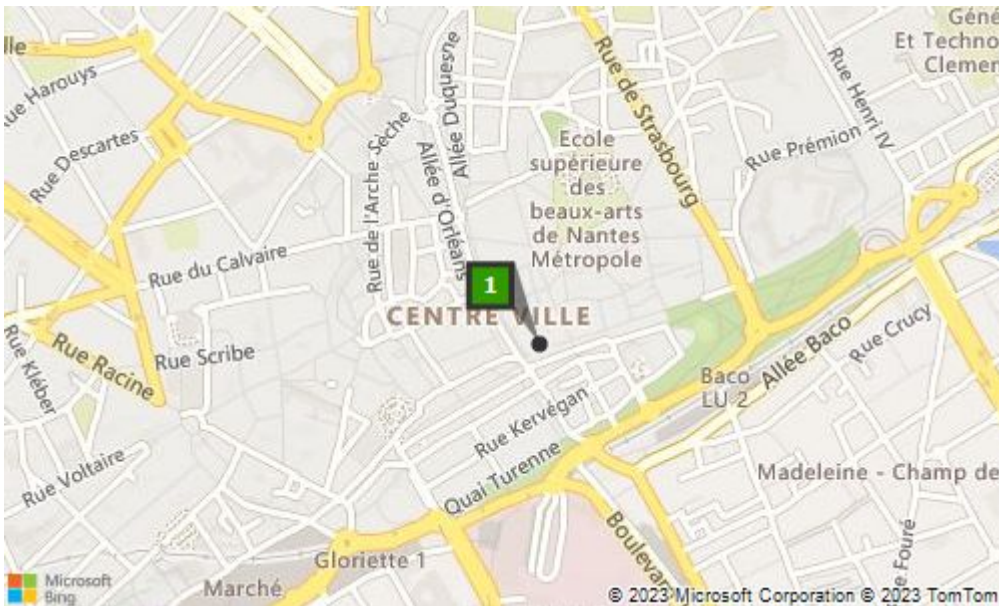 Géné
Et Techno
Clemen
lle
Rue Harouys
Rue Descartes
Allée Duquesne
Rue de Strasbourg
Rue Henri IV
Rue Prémion
Rue de l'Arche Sèche
Allée d'Orléans
Ecole
supérieure
des
beaux-arts
de Nantes
Métropole
Rue du Calvaire
1
CENTRE VILLE
Rue Scribe
Rue Racine
Rue Kléber
Rue Voltaire
Rue Kervégan
Quai Turenne
Baco
LU 2
Allée Baco
Rue Crucy
Madeleine - Champ de
Boulevar
Rue Fouré
Gloriette 1
Marché
Microsoft
Bing
© 2023 Microsoft Corporation © 2023 TomTom